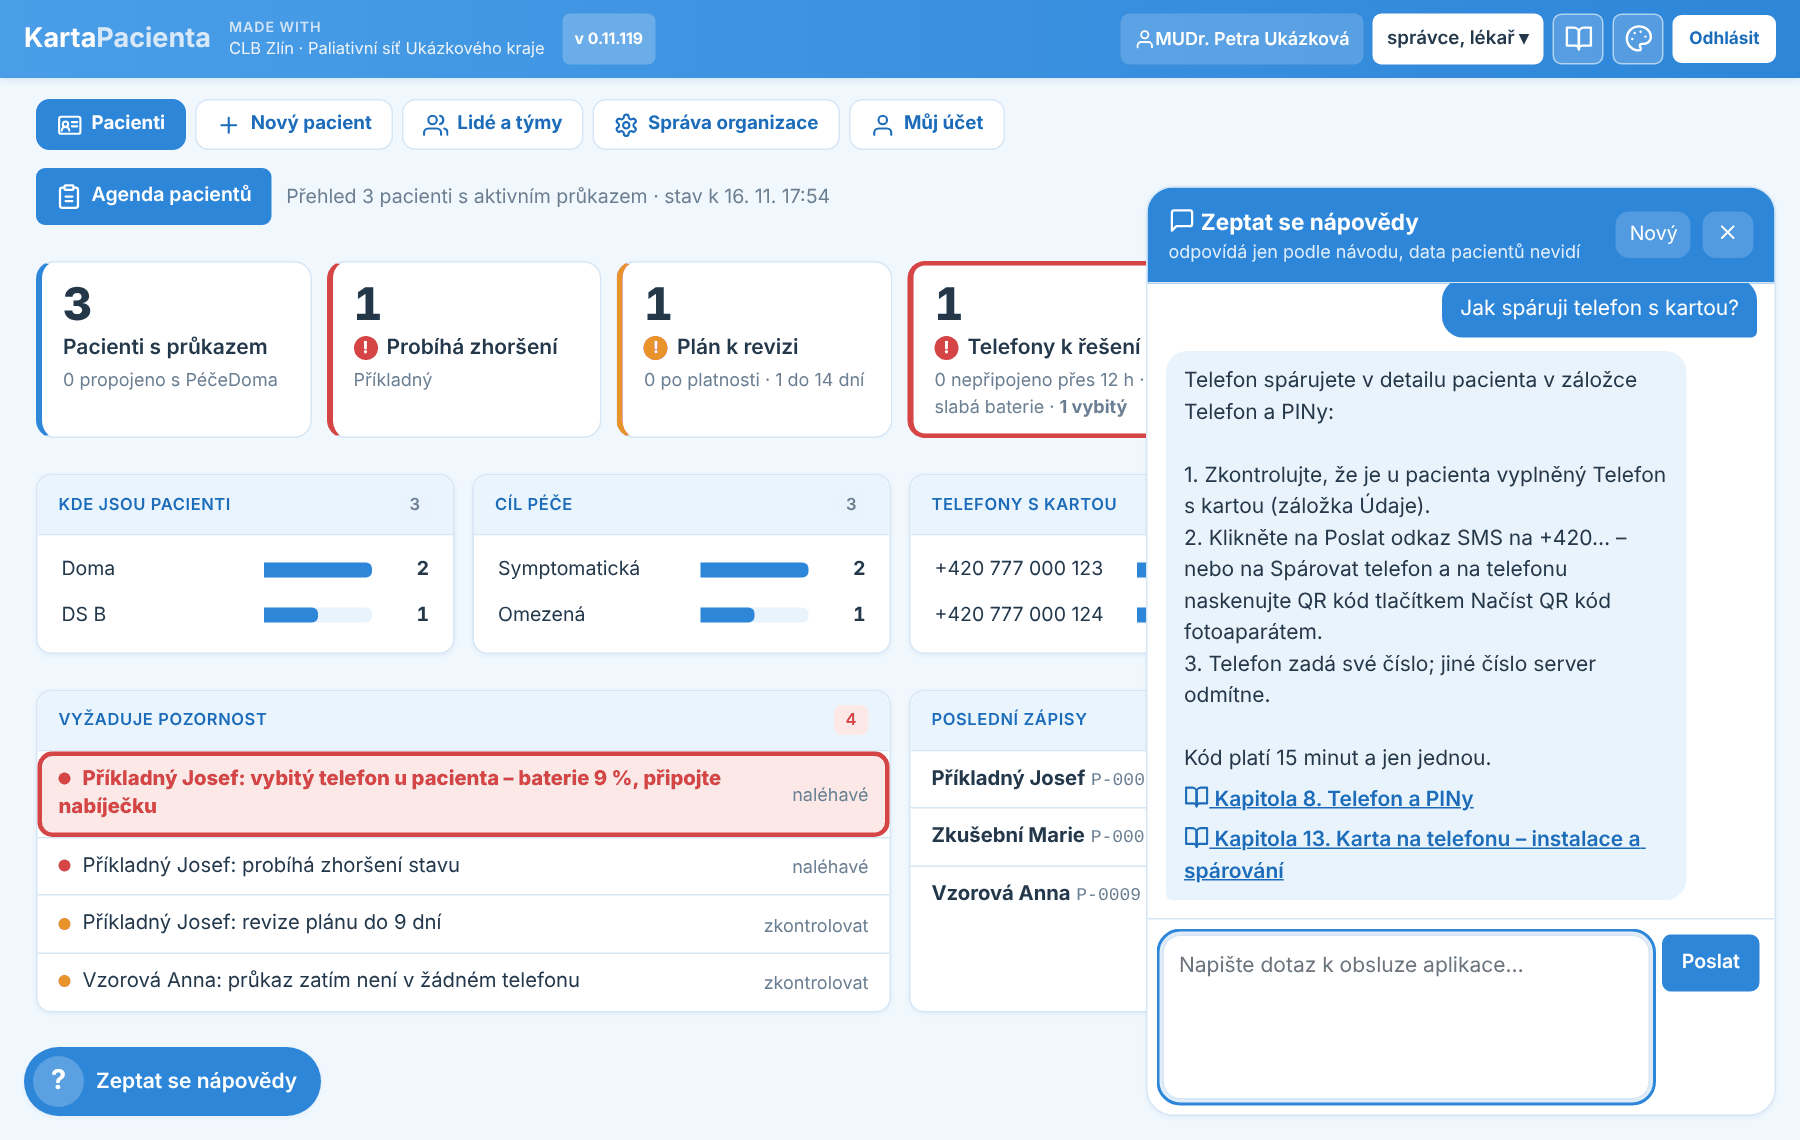 KartaPacienta
MADE WITH
CLB Zlín · Paliativní síť Ukázkového kraje
v 0.11.119
MUDr. Petra Ukázková
správce, lékař ▾
Odhlásit
Pacienti
Nový pacient
Lidé a týmy
Správa organizace
Můj účet
Agenda pacientů
Přehled 3 pacienti s aktivním průkazem · stav k 16. 11. 17:54
3
Pacienti s průkazem
0 propojeno s PéčeDoma
1
Probíhá zhoršení
Příkladný
1
Plán k revizi
0 po platnosti · 1 do 14 dní
1
Telefony k řešení
0 nepřipojeno přes 12 h ·
slabá baterie · 1 vybitý
KDE JSOU PACIENTI 3
Doma 2
DS B 1
CÍL PÉČE 3
Symptomatická 2
Omezená 1
TELEFONY S KARTOU
+420 777 000 123
+420 777 000 124
VYŽADUJE POZORNOST 4
Příkladný Josef: vybitý telefon u pacienta – baterie 9 %, připojte
nabíječku
naléhavé
Příkladný Josef: probíhá zhoršení stavu naléhavé
Příkladný Josef: revize plánu do 9 dní zkontrolovat
Vzorová Anna: průkaz zatím není v žádném telefonu zkontrolovat
POSLEDNÍ ZÁPISY
Příkladný Josef P-000
Zkušební Marie P-000
Vzorová Anna P-0009
? Zeptat se nápovědy
Zeptat se nápovědy
odpovídá jen podle návodu, data pacientů nevidí
Nový
Jak spáruji telefon s kartou?
Telefon spárujete v detailu pacienta v záložce
Telefon a PINy:
1. Zkontrolujte, že je u pacienta vyplněný Telefon
s kartou (záložka Údaje).
2. Klikněte na Poslat odkaz SMS na +420… –
nebo na Spárovat telefon a na telefonu
naskenujte QR kód tlačítkem Načíst QR kód
fotoaparátem.
3. Telefon zadá své číslo; jiné číslo server
odmítne.
Kód platí 15 minut a jen jednou.
Kapitola 8. Telefon a PINy
Kapitola 13. Karta na telefonu – instalace a
spárování
Napište dotaz k obsluze aplikace…
Poslat